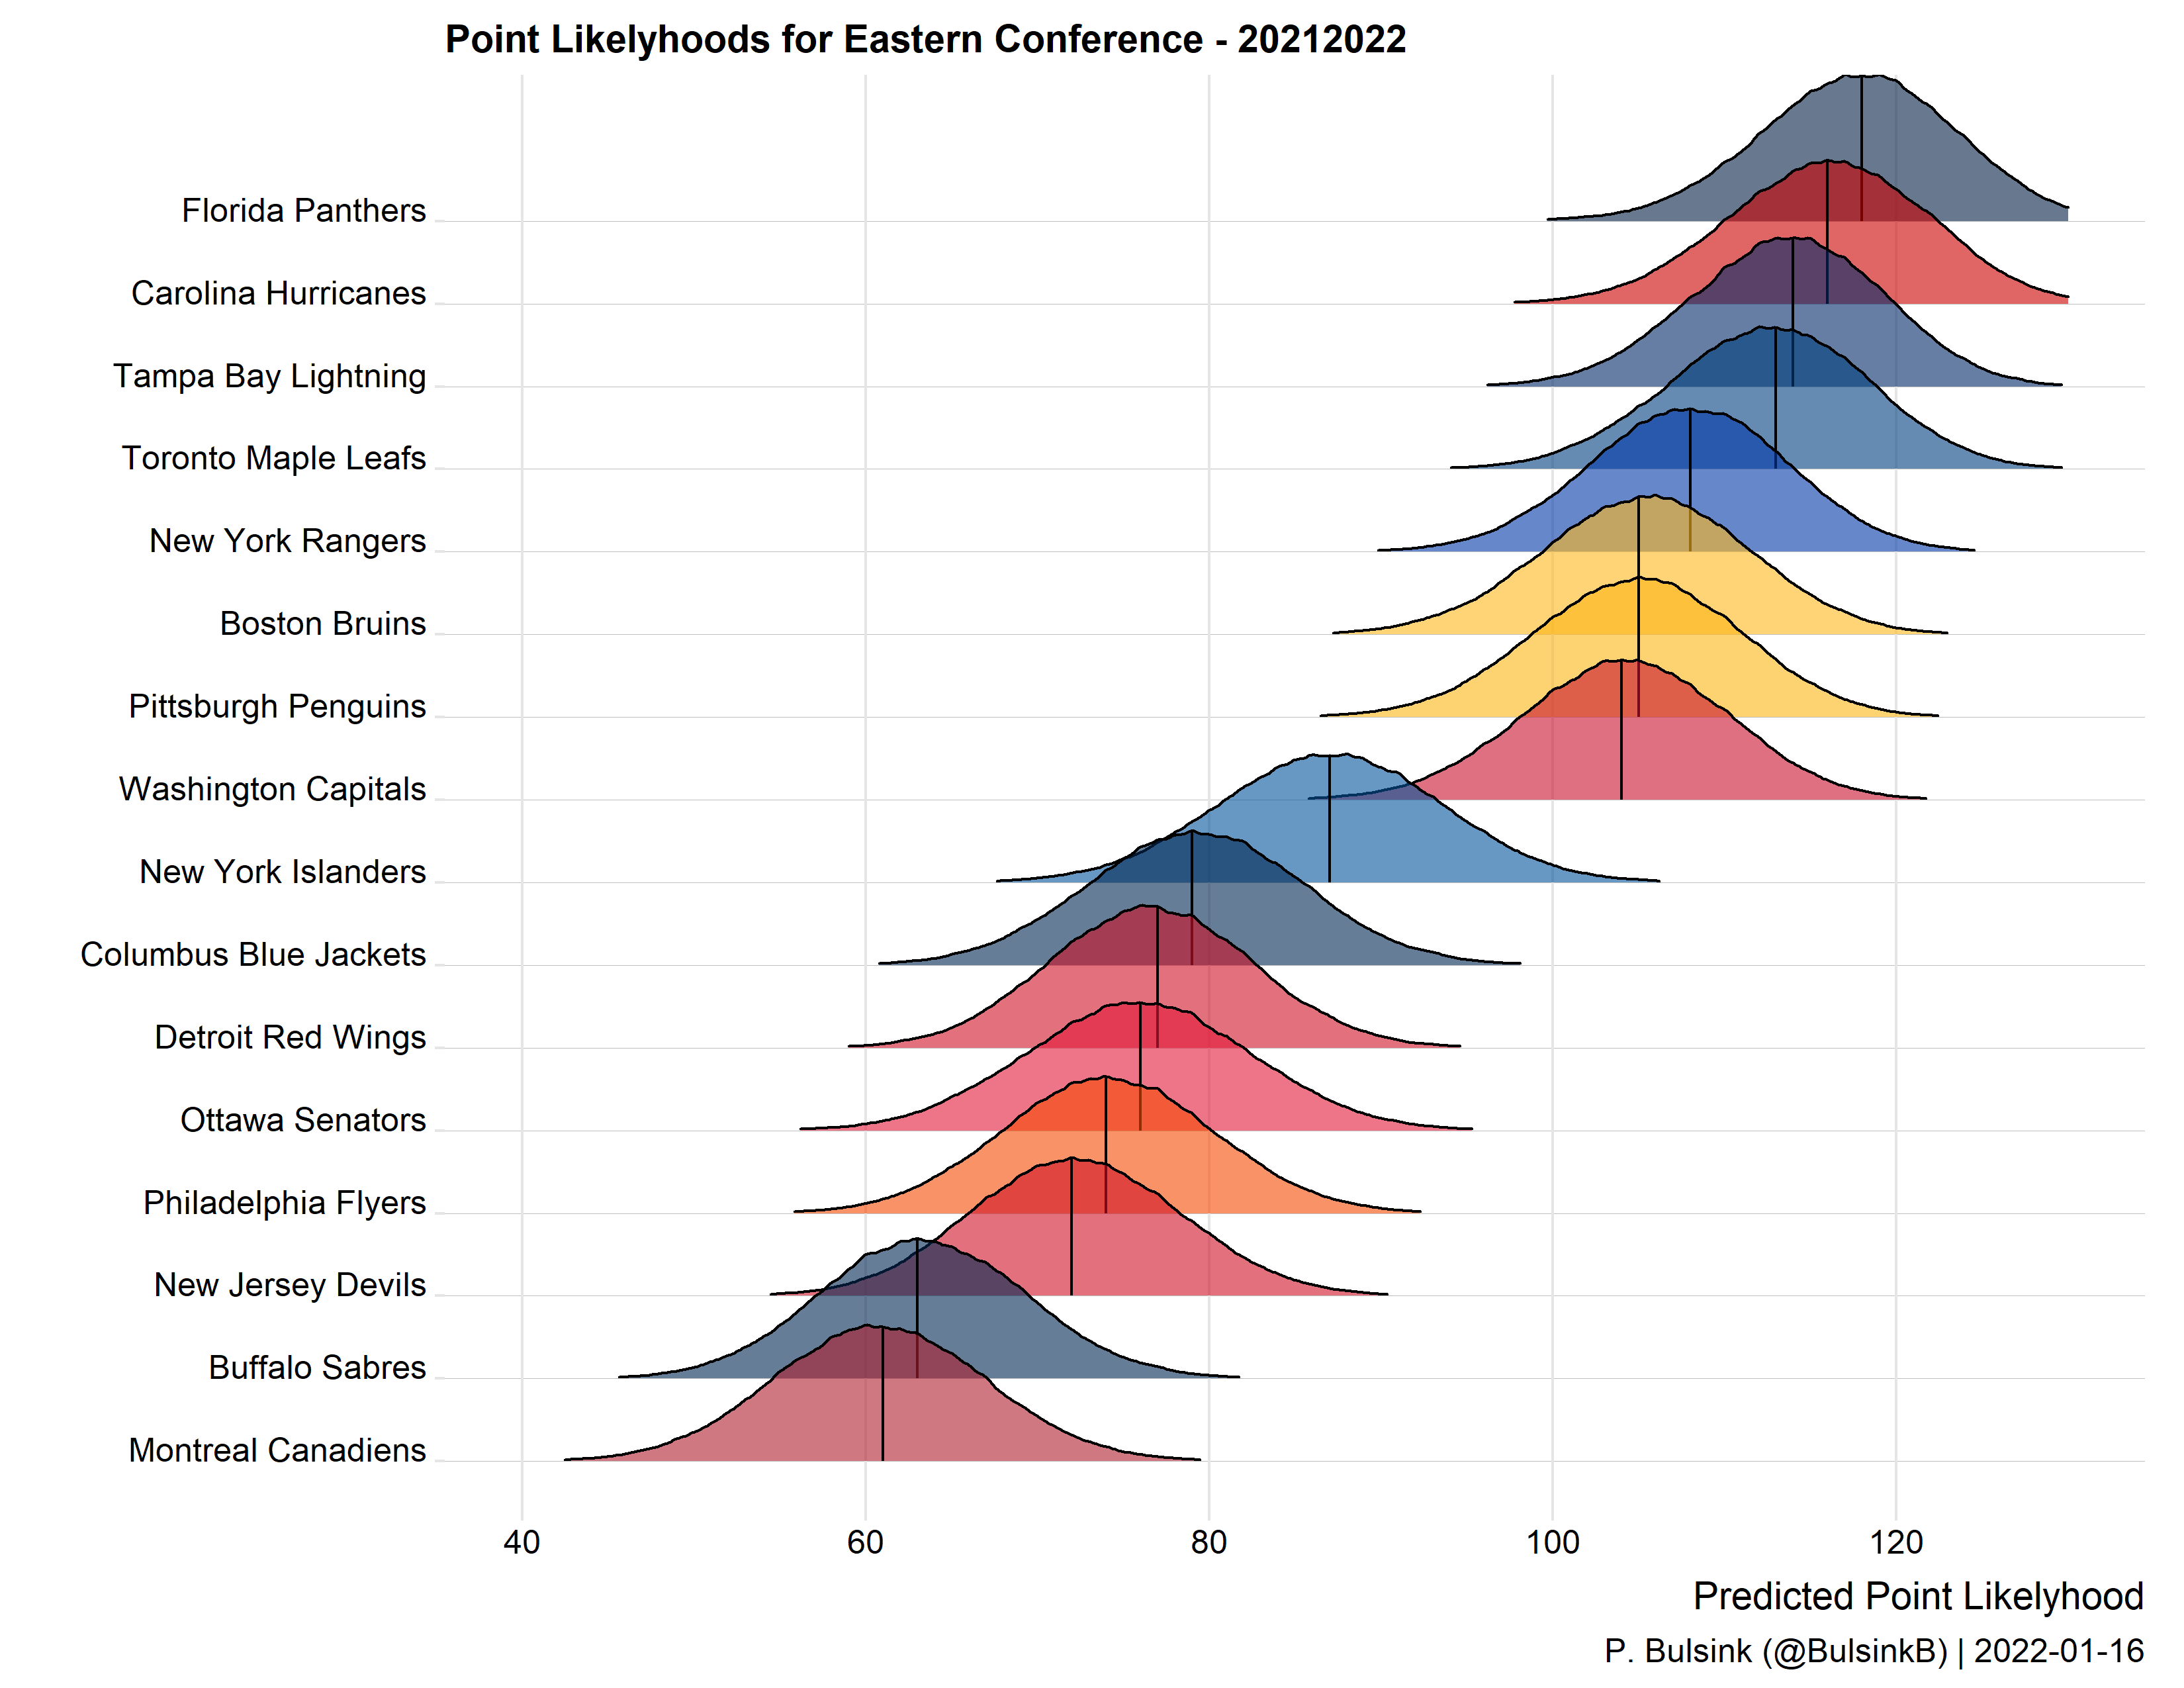 Point Likelyhoods for Eastern Conference - 20212022
Florida Panthers
Carolina Hurricanes
Tampa Bay Lightning
Toronto Maple Leafs
New York Rangers
Boston Bruins
Pittsburgh Penguins
Washington Capitals
New York Islanders
Columbus Blue Jackets
Detroit Red Wings
Ottawa Senators
Philadelphia Flyers
New Jersey Devils
Buffalo Sabres
Montreal Canadiens
40 60 80 100 120
Predicted Point Likelyhood
P. Bulsink (@BulsinkB) | 2022-01-16